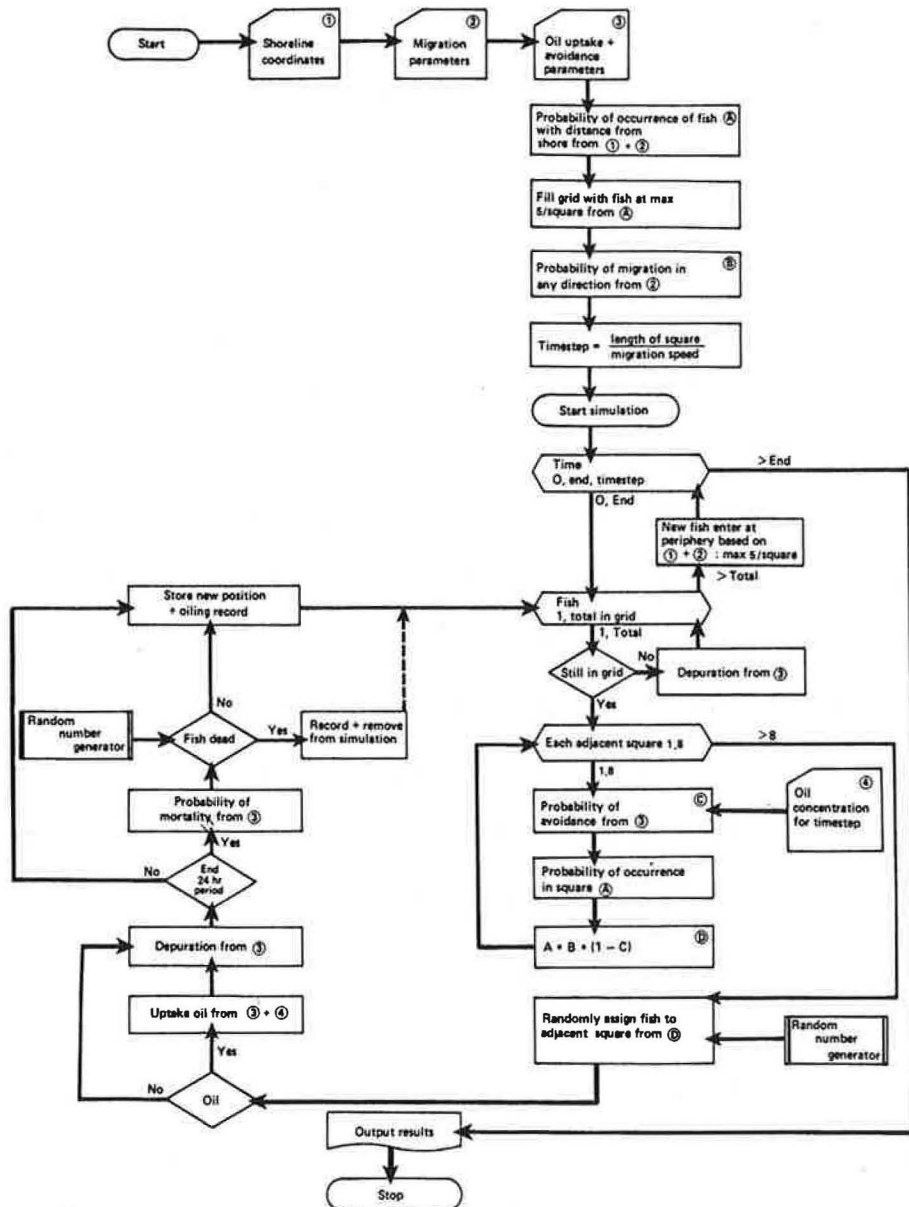 Start
①
Shoreline
coordinates
②
Migration
parameters
③
Oil uptake +
avoidance
parameters
Probability of occurrence of fish Ⓐ
with distance from
shore from ① + ②
Fill grid with fish at max
5/square from Ⓐ
Probability of migration in Ⓑ
any direction from ②
Timestep = length of square
migration speed
Start simulation
Time
O, end, timestep
> End
O, End
New fish enter at
periphery based on
① + ② : max 5/square
> Total
Store new position
+ oiling record
Fish
1, total in grid
1, Total
Still in grid
No
Depuration from ③
Yes
No
Random
number
generator
Fish dead
Yes
Record + remove
from simulation
Each adjacent square 1,8
>8
1,8
Probability of
mortality from ③
Yes
Probability of Ⓒ
avoidance from
③
④
Oil
concentration
for timestep
No
End
24 hr
period
Probability of occurrence
in square Ⓐ
Depuration from ③
A * B * (1 – C) Ⓓ
Uptake oil from ③ + ④
Yes
Randomly assign fish to
adjacent square from Ⓓ
Random
number
generator
No
Oil
Output results
Stop